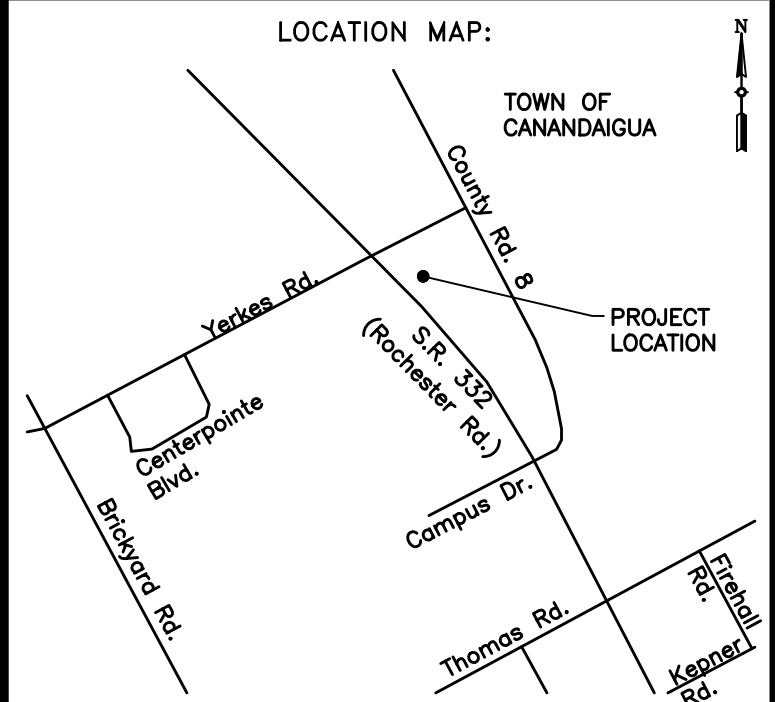 LOCATION MAP:
N
TOWN OF
CANANDAIGUA
County Rd. 8
Yerkes Rd.
PROJECT
LOCATION
S.R. 332
(Rochester Rd.)
Centerpointe
Blvd.
Campus Dr.
Brickyard Rd.
Firehall
Rd.
Thomas Rd.
Kepner
Rd.